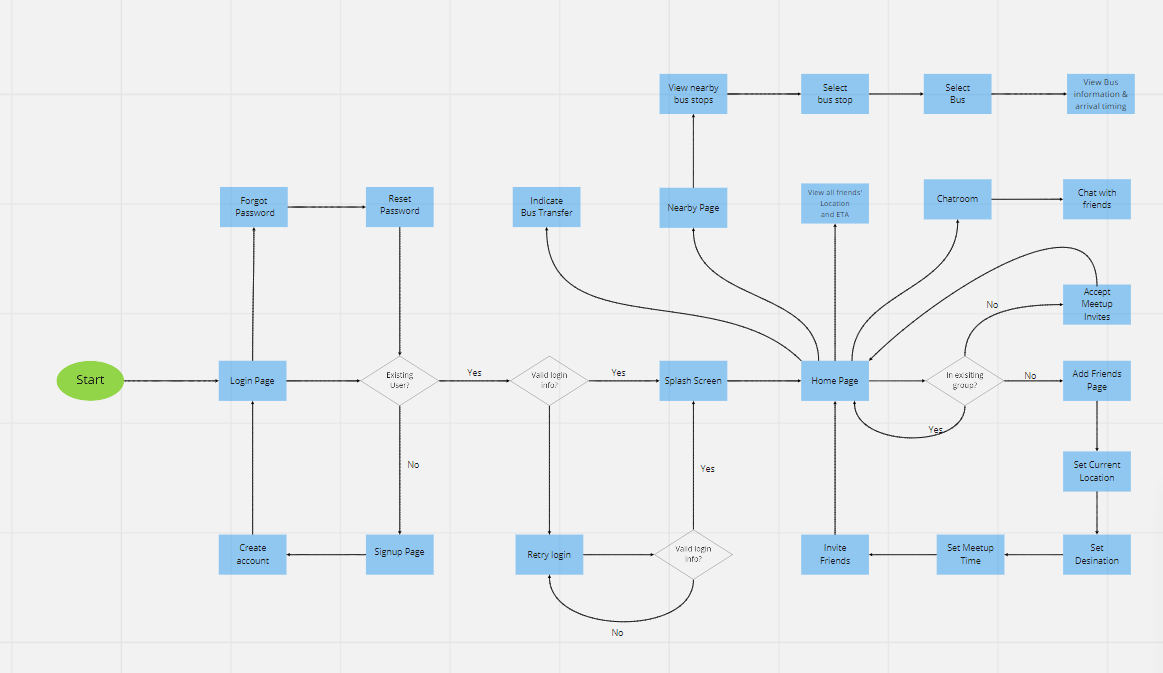 View nearby
bus stops
Select
bus stop
Select
Bus
View Bus
information &
arrival timing
Forgot
Password
Reset
Password
Indicate
Bus Transfer
Nearby Page
View all friends'
Location
and ETA
Chatroom
Chat with
friends
No
Accept
Meetup
Invites
Start
Login Page
Existing
User?
Yes
Valid login
info?
Yes
Splash Screen
Home Page
In exisiting
group?
No
Add Friends
Page
Yes
No
Yes
Set Current
Location
Create
account
Signup Page
Retry login
Valid login
info?
Invite
Friends
Set Meetup
Time
Set
Desination
No